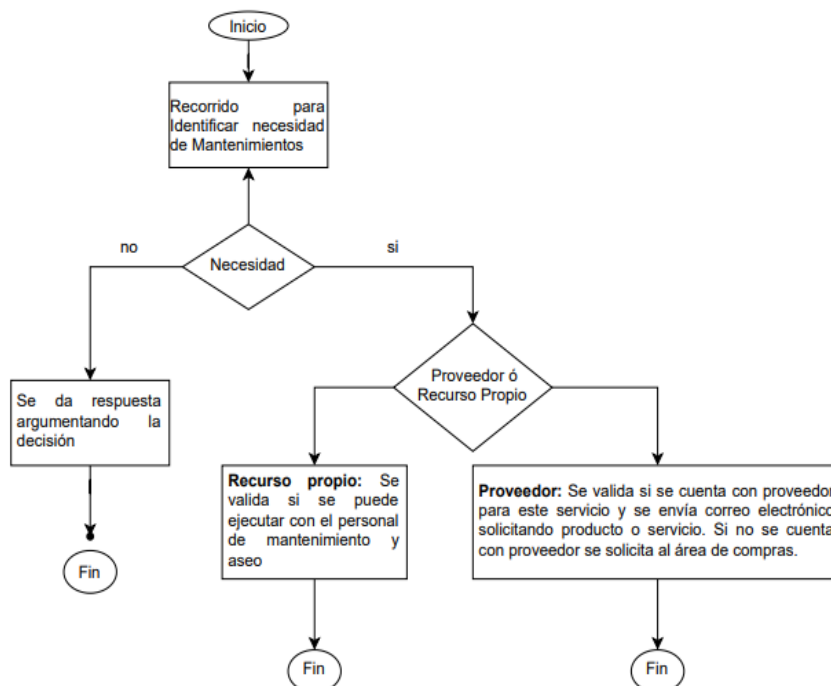 Inicio
Recorrido para
Identificar necesidad
de Mantenimientos
no
si
Necesidad
Proveedor ó
Recurso Propio
Se da respuesta
argumentando la
decisión
Recurso propio: Se
valida si se puede
ejecutar con el personal
de mantenimiento y
aseo
Proveedor: Se valida si se cuenta con proveedor
para este servicio y se envía correo electrónico
solicitando producto o servicio. Si no se cuenta
con proveedor se solicita al área de compras.
Fin
Fin
Fin